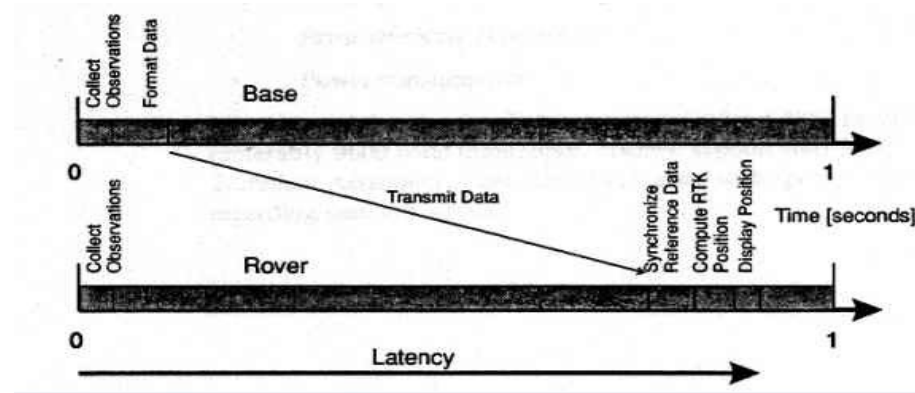 Collect
Observations
Format Data
Base
0
1
Transmit Data
Collect
Observations
Rover
Synchronize
Reference Data
Compute RTK
Position
Display Position
Time [seconds]
0
1
Latency